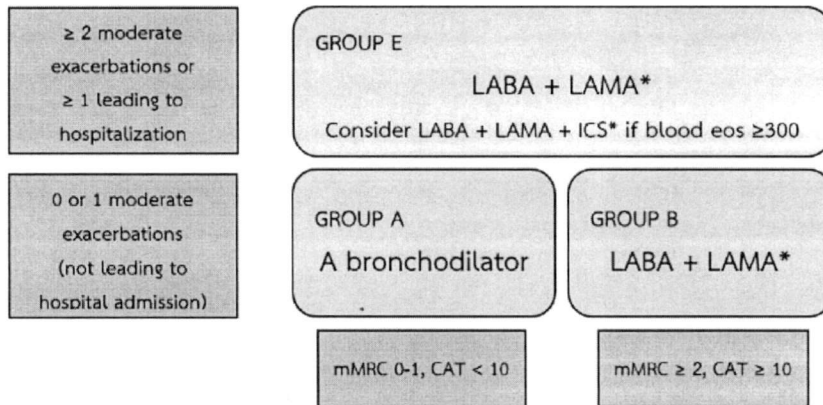 ≥ 2 moderate
exacerbations or
≥ 1 leading to
hospitalization
GROUP E
LABA + LAMA*
Consider LABA + LAMA + ICS* if blood eos ≥300
0 or 1 moderate
exacerbations
(not leading to
hospital admission)
GROUP A
A bronchodilator
GROUP B
LABA + LAMA*
mMRC 0-1, CAT < 10
mMRC ≥ 2, CAT ≥ 10